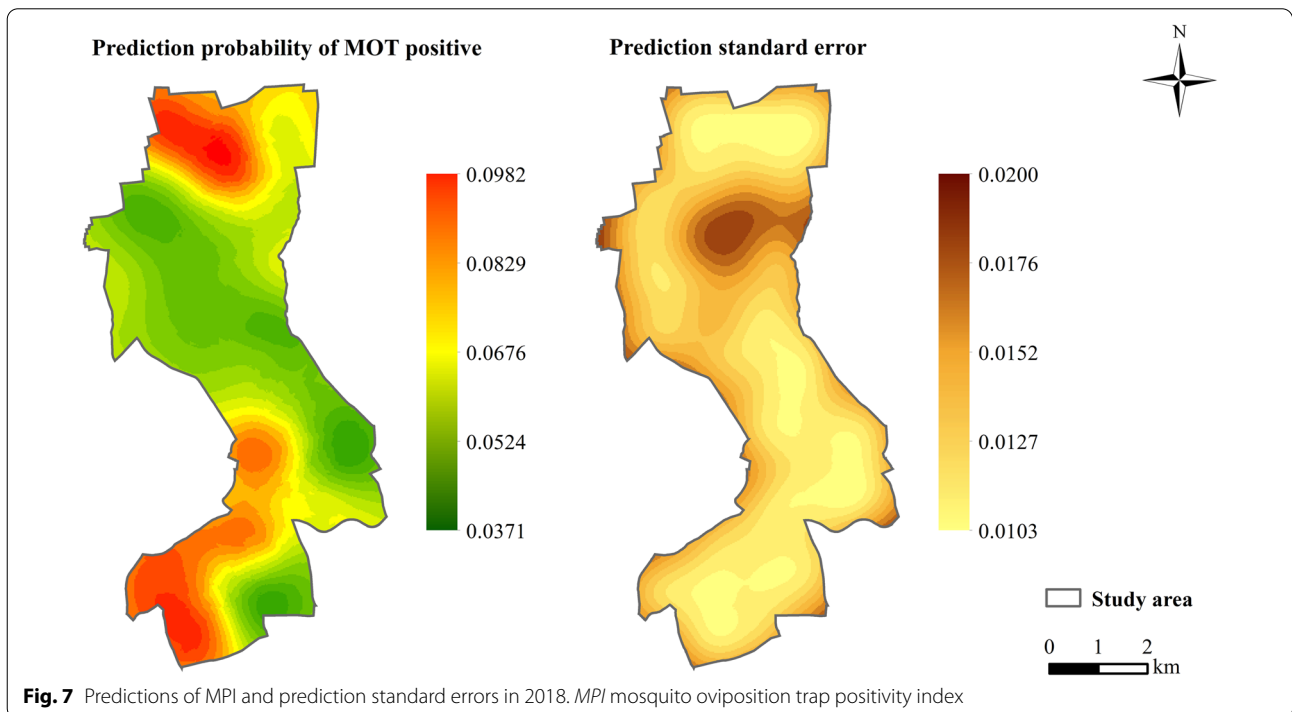 Prediction probability of MOT positive
Prediction standard error
N
0.0982
0.0829
0.0676
0.0524
0.0371
0.0200
0.0176
0.0152
0.0127
0.0103
Study area
0 1 2
km
Fig. 7 Predictions of MPI and prediction standard errors in 2018. MPI mosquito oviposition trap positivity index